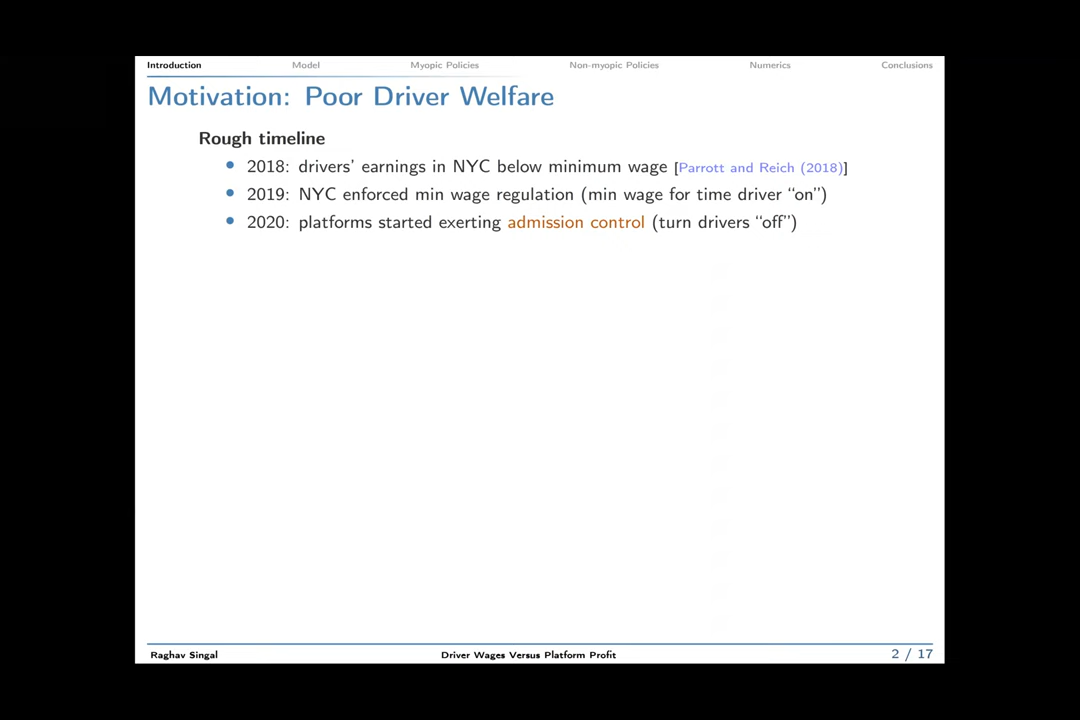 Introduction Model Myopic Policies Non-myopic Policies Numerics Conclusions
Motivation: Poor Driver Welfare
Rough timeline
• 2018: drivers’ earnings in NYC below minimum wage [Parrott and Reich (2018)]
• 2019: NYC enforced min wage regulation (min wage for time driver “on”)
• 2020: platforms started exerting admission control (turn drivers “off”)
Raghav Singal Driver Wages Versus Platform Profit 2 / 17